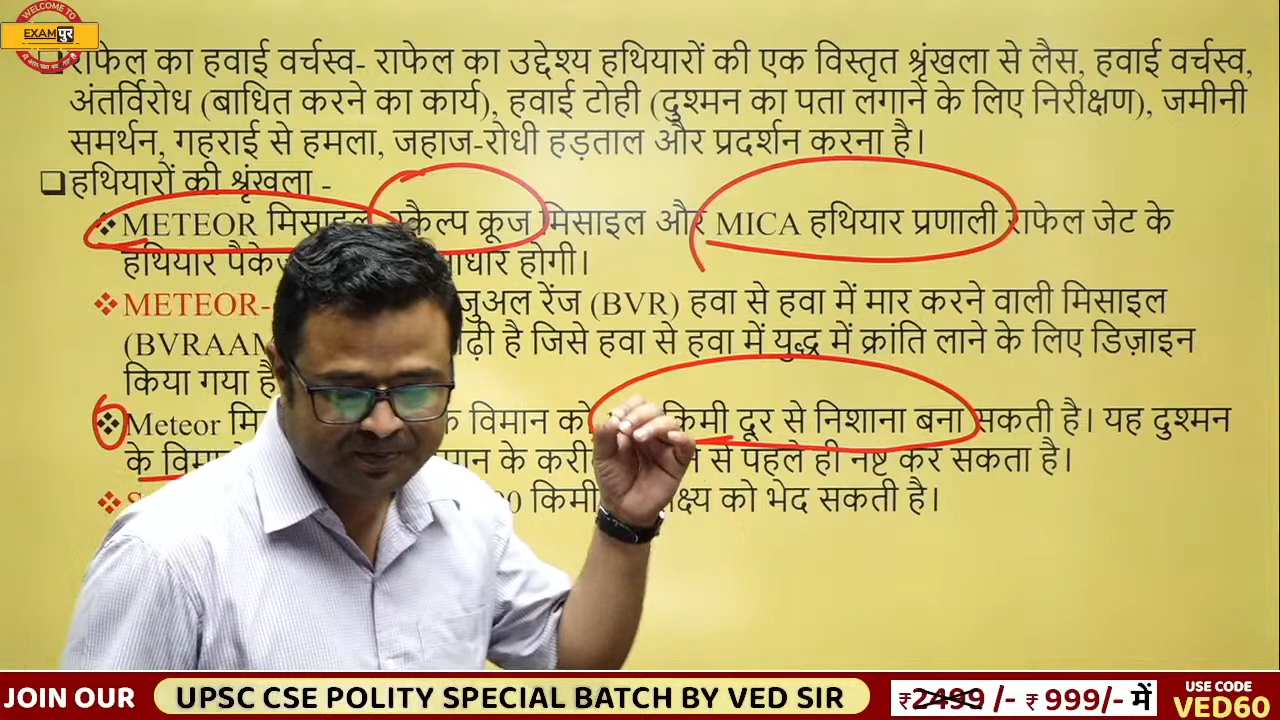 WELCOME TO
EXAMपुर
राफेल का हवाई वर्चस्व- राफेल का उद्देश्य हथियारों की एक विस्तृत श्रृंखला से लैस, हवाई वर्चस्व,
अंतर्विरोध (बाधित करने का कार्य), हवाई टोही (दुश्मन का पता लगाने के लिए निरीक्षण), जमीनी
समर्थन, गहराई से हमला, जहाज-रोधी हड़ताल और प्रदर्शन करना है।
हथियारों की श्रृंखला -
METEOR मिसाइल, स्कैल्प क्रूज मिसाइल और MICA हथियार प्रणाली राफेल जेट के
हथियार होगी।
METEOR- रेंज (BVR) हवा से हवा में मार करने वाली मिसाइल
(BVRAAM है जिसे हवा से हवा में युद्ध में क्रांति लाने के लिए डिज़ाइन
किया गया है
Meteor के विमान को किमी दूर से निशाना बना सकती है। यह दुश्मन
के के से पहले ही नष्ट कर सकता है।
किमी को भेद सकती है।
JOIN OUR UPSC CSE POLITY SPECIAL BATCH BY VED SIR ₹2499 /- ₹ 999/- में USE CODE
VED60